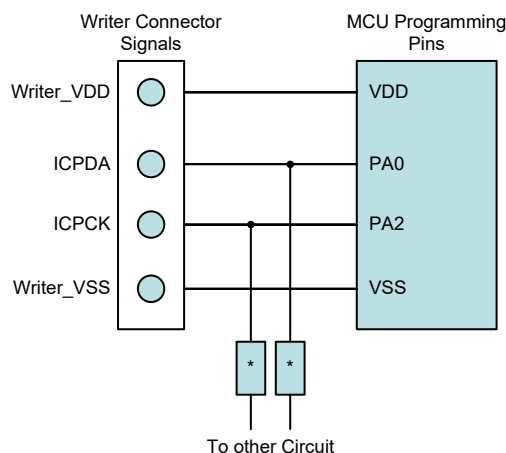 Writer Connector
Signals
MCU Programming
Pins
Writer_VDD
VDD
ICPDA
PA0
ICPCK
PA2
Writer_VSS
VSS
*
*
To other Circuit